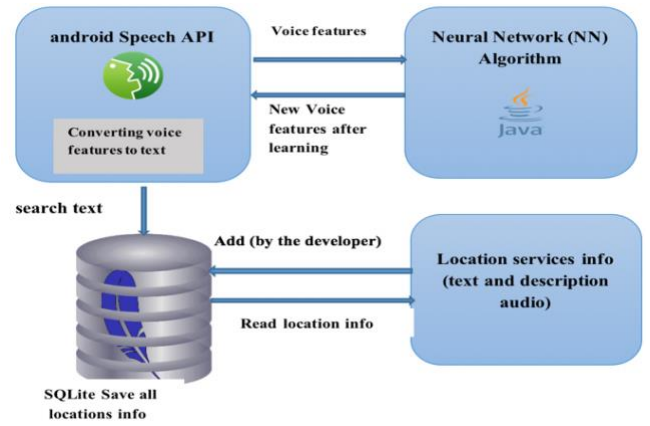 android Speech API
Converting voice
features to text
Voice features
New Voice
features after
learning
Neural Network (NN)
Algorithm
Java
search text
Add (by the developer)
Read location info
Location services info
(text and description
audio)
SQLite Save all
locations info